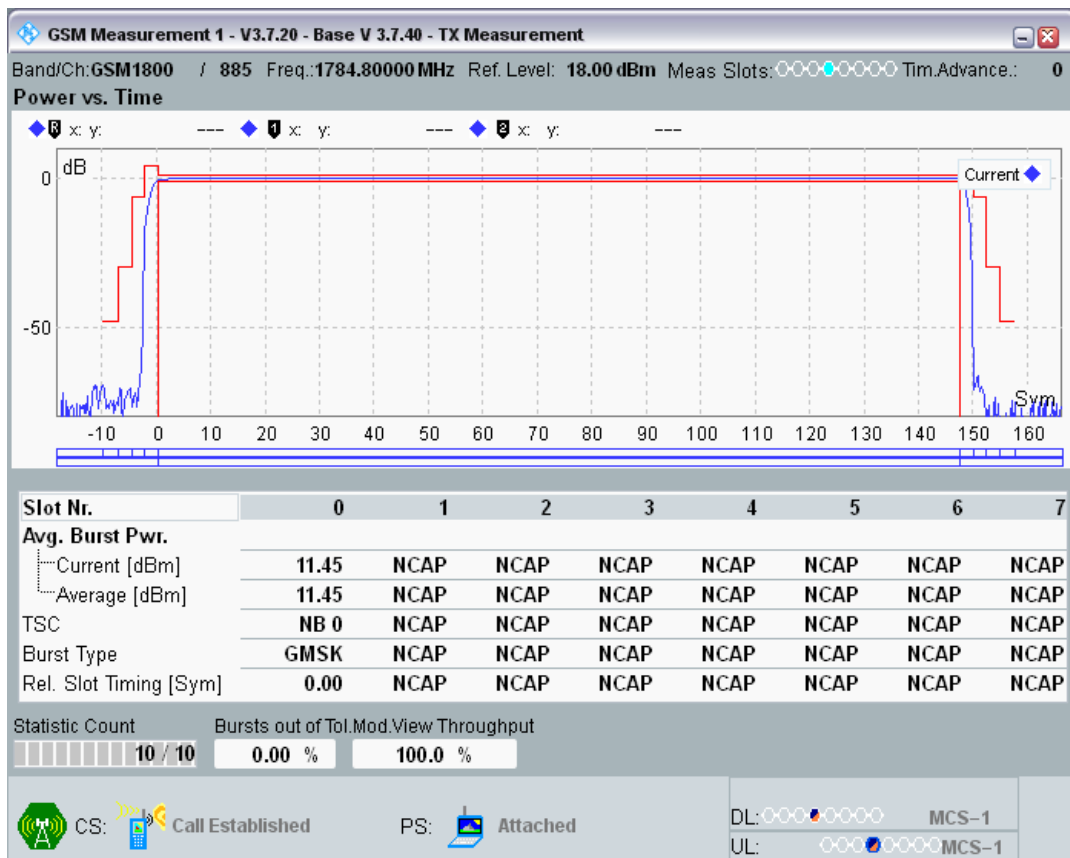 GSM Measurement 1 - V3.7.20 - Base V 3.7.40 - TX Measurement
Band/Ch:GSM1800 / 885 Freq.:1784.80000 MHz Ref. Level: 18.00 dBm Meas Slots: Tim.Advance.: 0
Power vs. Time
R x: y: --- 1 x: y: --- 2 x: y: ---
dB
Current
0
-50
Sym
-10 0 10 20 30 40 50 60 70 80 90 100 110 120 130 140 150 160
Slot Nr. 0 1 2 3 4 5 6 7
Avg. Burst Pwr.
Current [dBm] 11.45 NCAP NCAP NCAP NCAP NCAP NCAP NCAP
Average [dBm] 11.45 NCAP NCAP NCAP NCAP NCAP NCAP NCAP
TSC NB 0 NCAP NCAP NCAP NCAP NCAP NCAP NCAP
Burst Type GMSK NCAP NCAP NCAP NCAP NCAP NCAP NCAP
Rel. Slot Timing [Sym] 0.00 NCAP NCAP NCAP NCAP NCAP NCAP NCAP
Statistic Count Bursts out of Tol.Mod.View Throughput
10 / 10 0.00 % 100.0 %
CS: Call Established PS: Attached
DL: MCS-1
UL: MCS-1